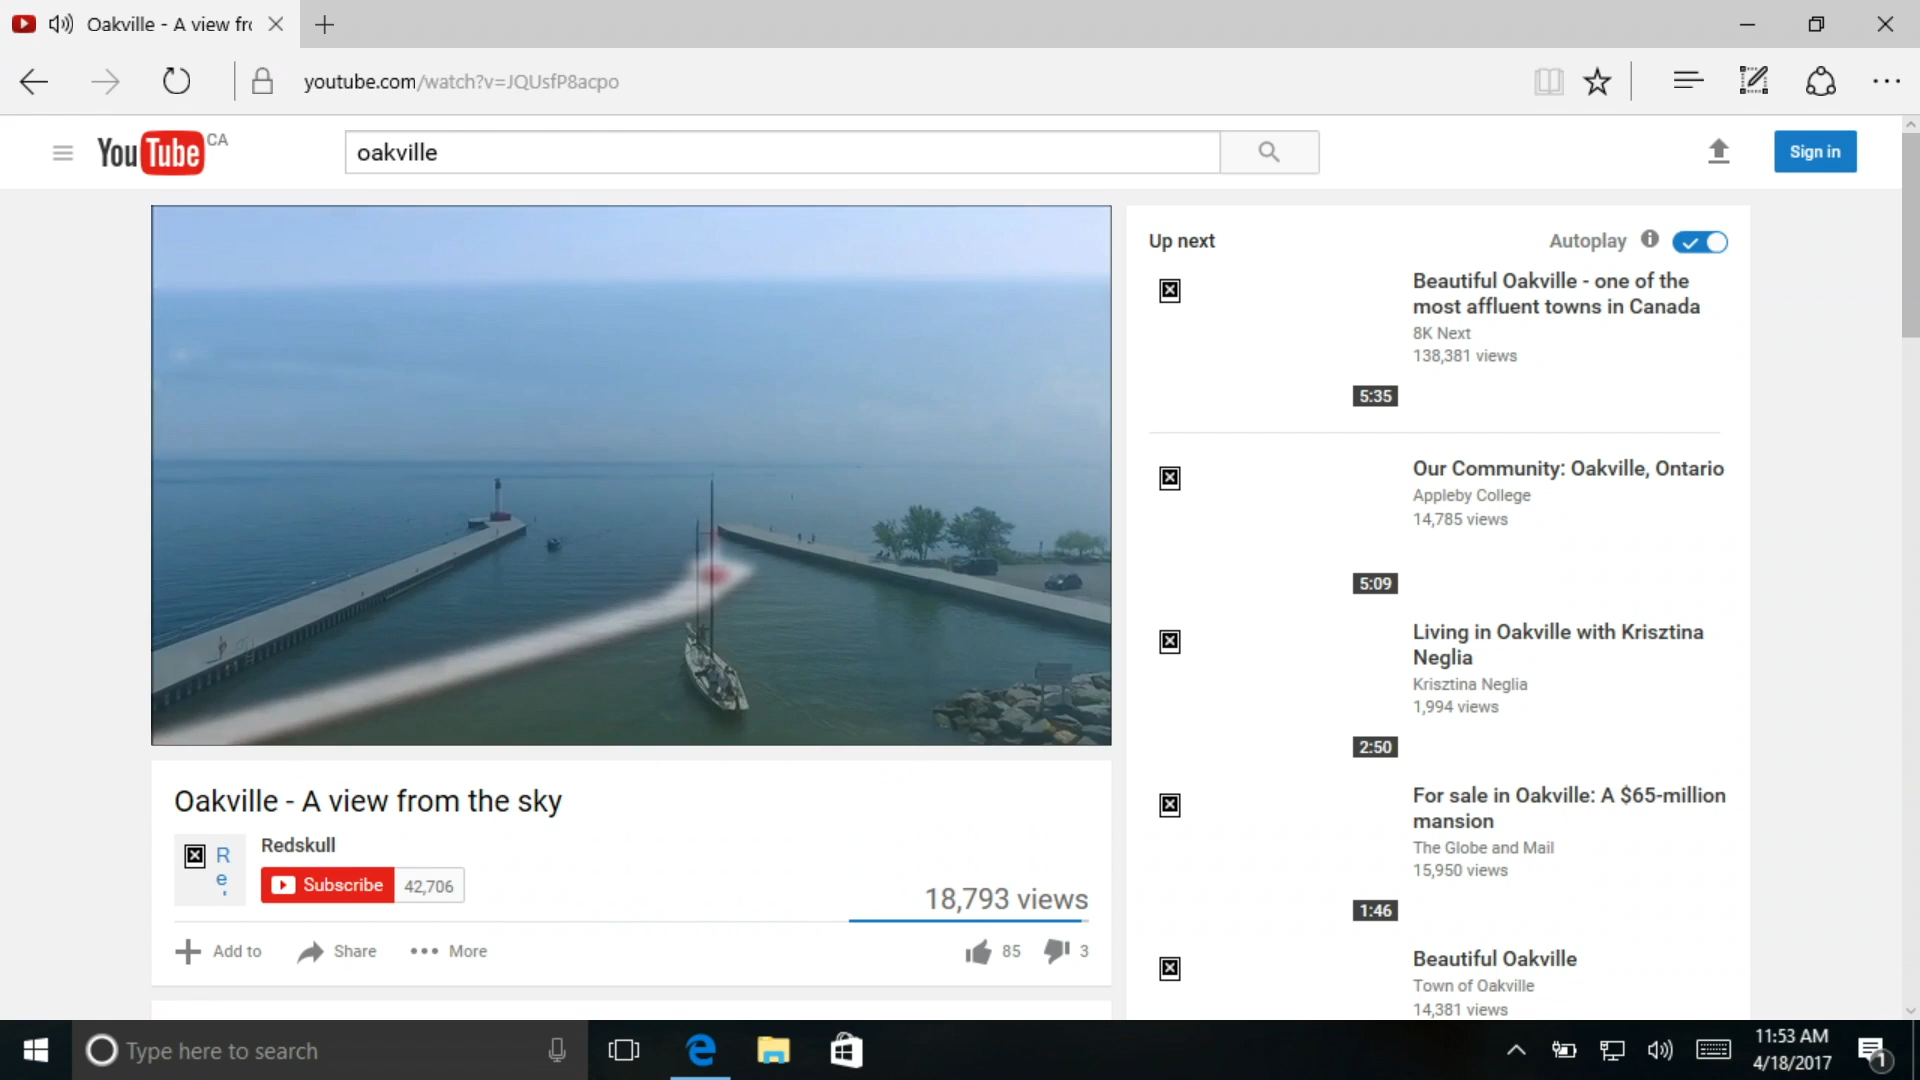 Oakville - A view fr
youtube.com/watch?v=JQUsfP8acpo
YouTube CA
oakville
Sign in
Up next
Autoplay
Beautiful Oakville - one of the
most affluent towns in Canada
8K Next
138,381 views
5:35
Our Community: Oakville, Ontario
Appleby College
14,785 views
5:09
Living in Oakville with Krisztina
Neglia
Krisztina Neglia
1,994 views
2:50
For sale in Oakville: A $65-million
mansion
The Globe and Mail
15,950 views
1:46
Beautiful Oakville
Town of Oakville
14,381 views
Oakville - A view from the sky
R
e
Redskull
Subscribe 42,706
18,793 views
Add to Share More 85 3
Type here to search
11:53 AM
4/18/2017
1